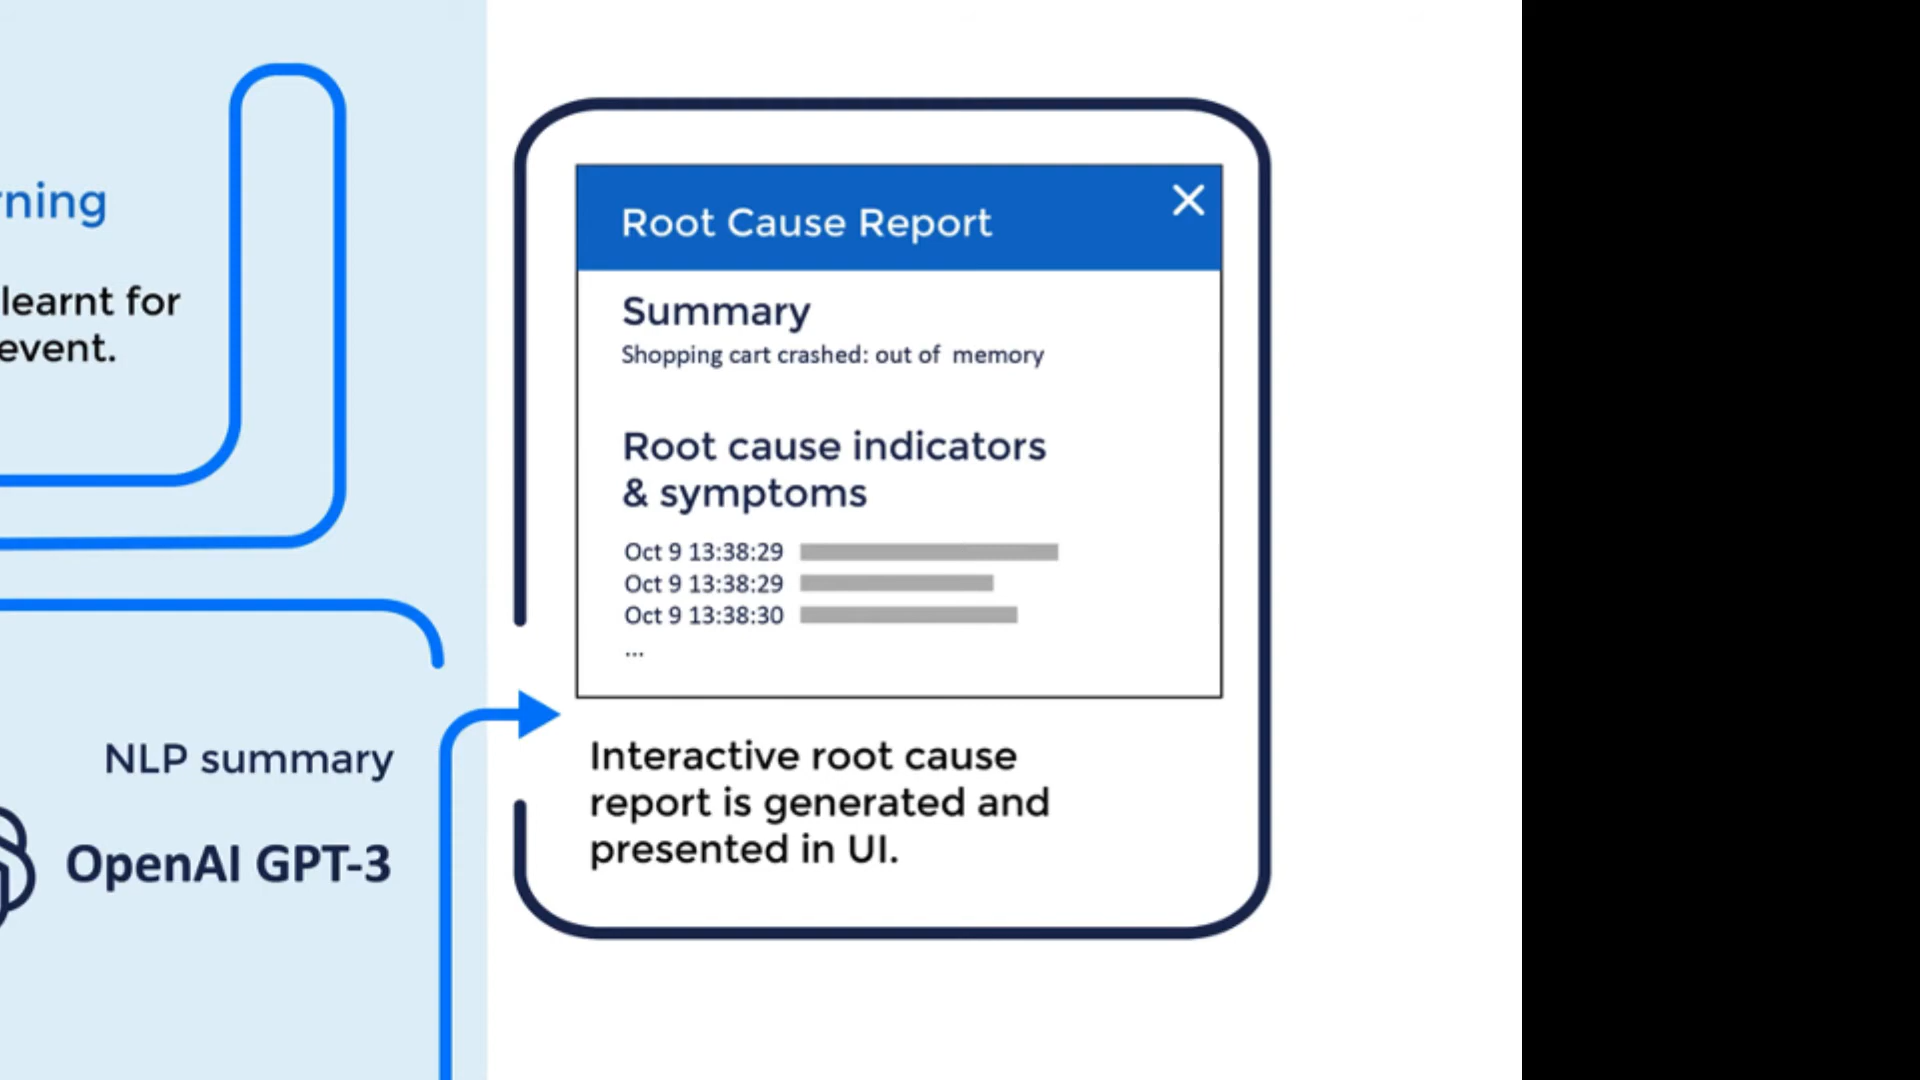 learnt for
event.
NLP summary
OpenAI GPT-3
Root Cause Report
Summary
Shopping cart crashed: out of memory
Root cause indicators
& symptoms
Oct 9 13:38:29
Oct 9 13:38:29
Oct 9 13:38:30
...
Interactive root cause
report is generated and
presented in UI.